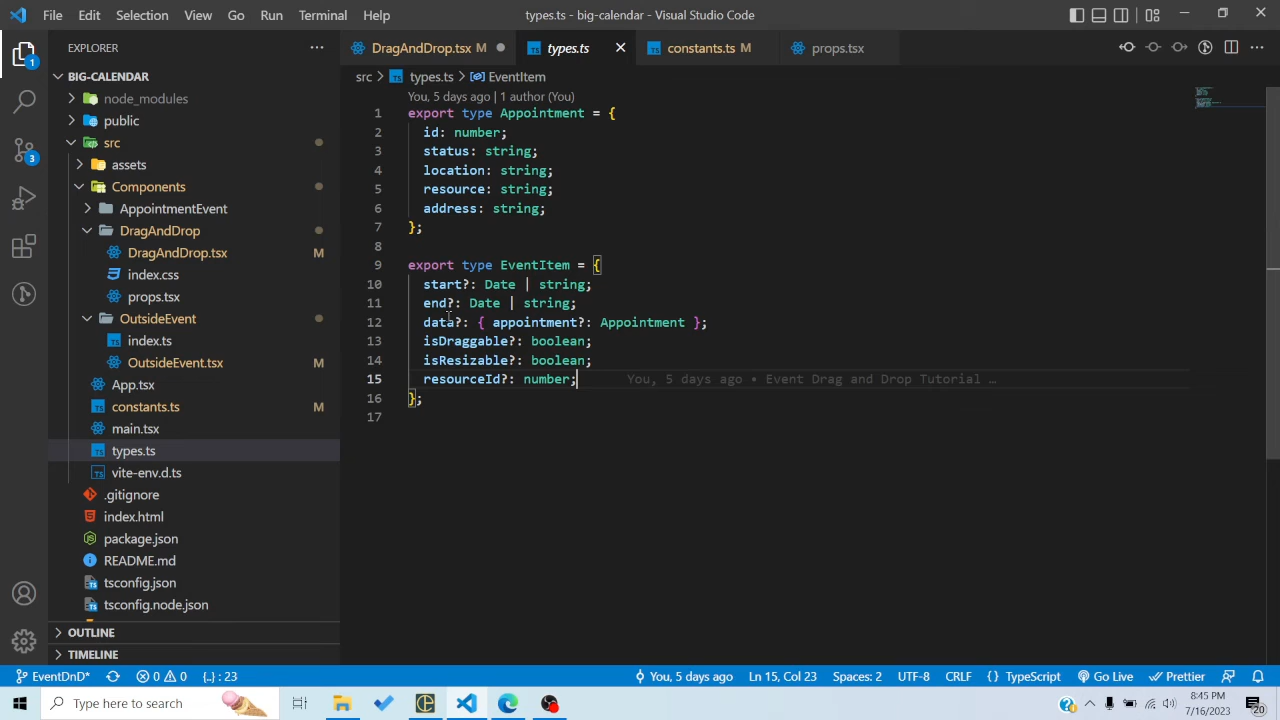 File Edit Selection View Go Run Terminal Help types.ts - big-calendar - Visual Studio Code
EXPLORER
DragAndDrop.tsx M types.ts constants.ts M props.tsx
BIG-CALENDAR
node_modules
public
src
assets
Components
AppointmentEvent
DragAndDrop
DragAndDrop.tsx M
index.css
props.tsx
OutsideEvent
index.ts
OutsideEvent.tsx M
App.tsx
constants.ts M
main.tsx
types.ts
vite-env.d.ts
.gitignore
index.html
package.json
README.md
tsconfig.json
tsconfig.node.json
OUTLINE
TIMELINE
src > types.ts > EventItem
You, 5 days ago | 1 author (You)
1 export type Appointment = {
2 id: number;
3 status: string;
4 location: string;
5 resource: string;
6 address: string;
7 };
8
9 export type EventItem = {
10 start?: Date | string;
11 end?: Date | string;
12 data?: { appointment?: Appointment };
13 isDraggable?: boolean;
14 isResizable?: boolean;
15 resourceId?: number; You, 5 days ago • Event Drag and Drop Tutorial …
16 };
17
1
3
EventDnD* 0 0 {..} : 23 You, 5 days ago Ln 15, Col 23 Spaces: 2 UTF-8 CRLF {} TypeScript Go Live Prettier
Type here to search
8:45 PM
7/16/2023
20